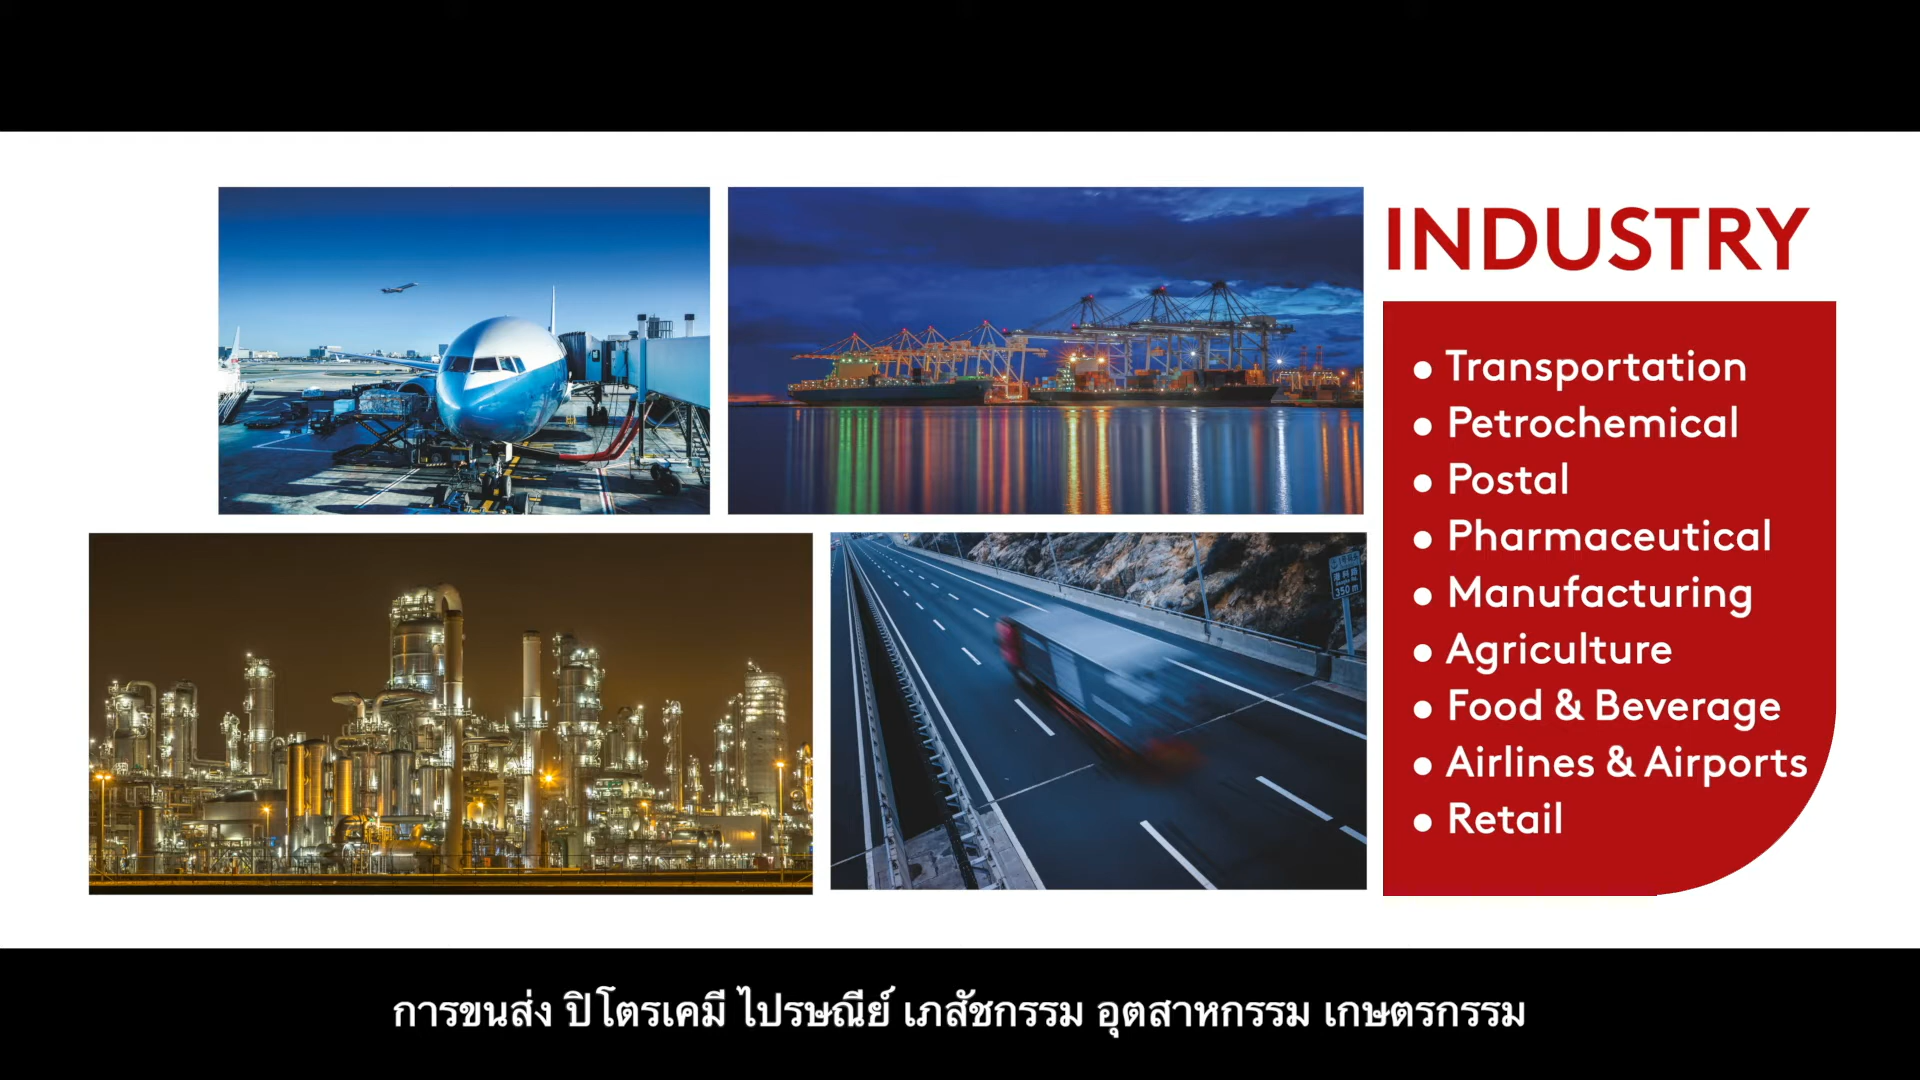 INDUSTRY
• Transportation
• Petrochemical
• Postal
• Pharmaceutical
• Manufacturing
• Agriculture
• Food & Beverage
• Airlines & Airports
• Retail
350 m
การขนส่ง ปิโตรเคมี ไปรษณีย์ เภสัชกรรม อุตสาหกรรม เกษตรกรรม